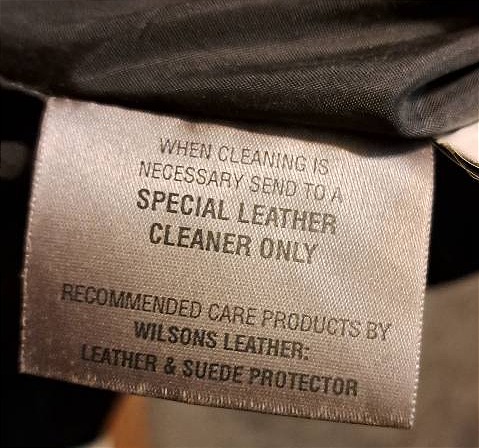 WHEN CLEANING IS
NECESSARY SEND TO A
SPECIAL LEATHER
CLEANER ONLY
RECOMMENDED CARE PRODUCTS BY
WILSONS LEATHER:
LEATHER & SUEDE PROTECTOR